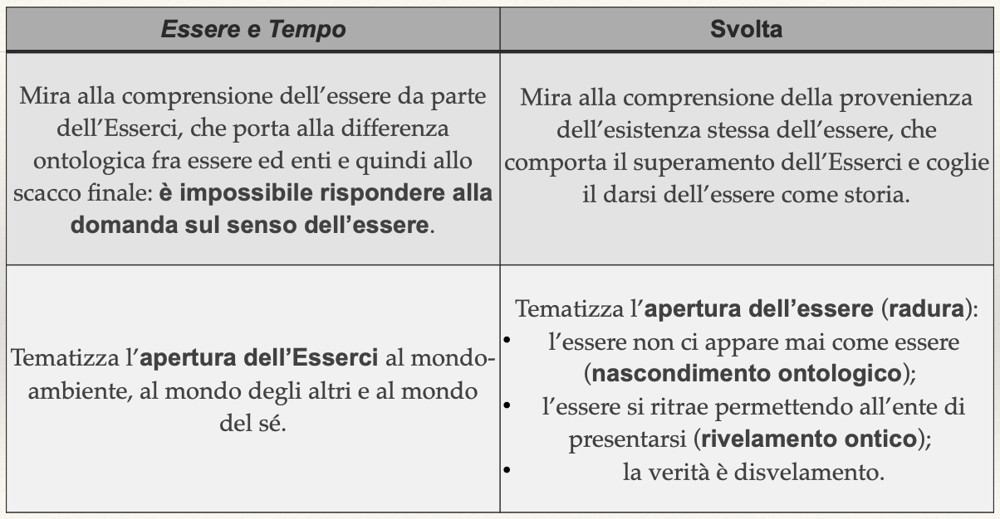 Essere e Tempo
Svolta
Mira alla comprensione dell’essere da parte
dell’Esserci, che porta alla differenza
ontologica fra essere ed enti e quindi allo
scacco finale: è impossibile rispondere alla
domanda sul senso dell’essere.
Mira alla comprensione della provenienza
dell’esistenza stessa dell’essere, che
comporta il superamento dell’Esserci e coglie
il darsi dell’essere come storia.
Tematizza l’apertura dell’Esserci al mondo-
ambiente, al mondo degli altri e al mondo
del sé.
Tematizza l’apertura dell’essere (radura):
• l’essere non ci appare mai come essere
(nascondimento ontologico);
• l’essere si ritrae permettendo all’ente di
presentarsi (rivelamento ontico);
• la verità è disvelamento.